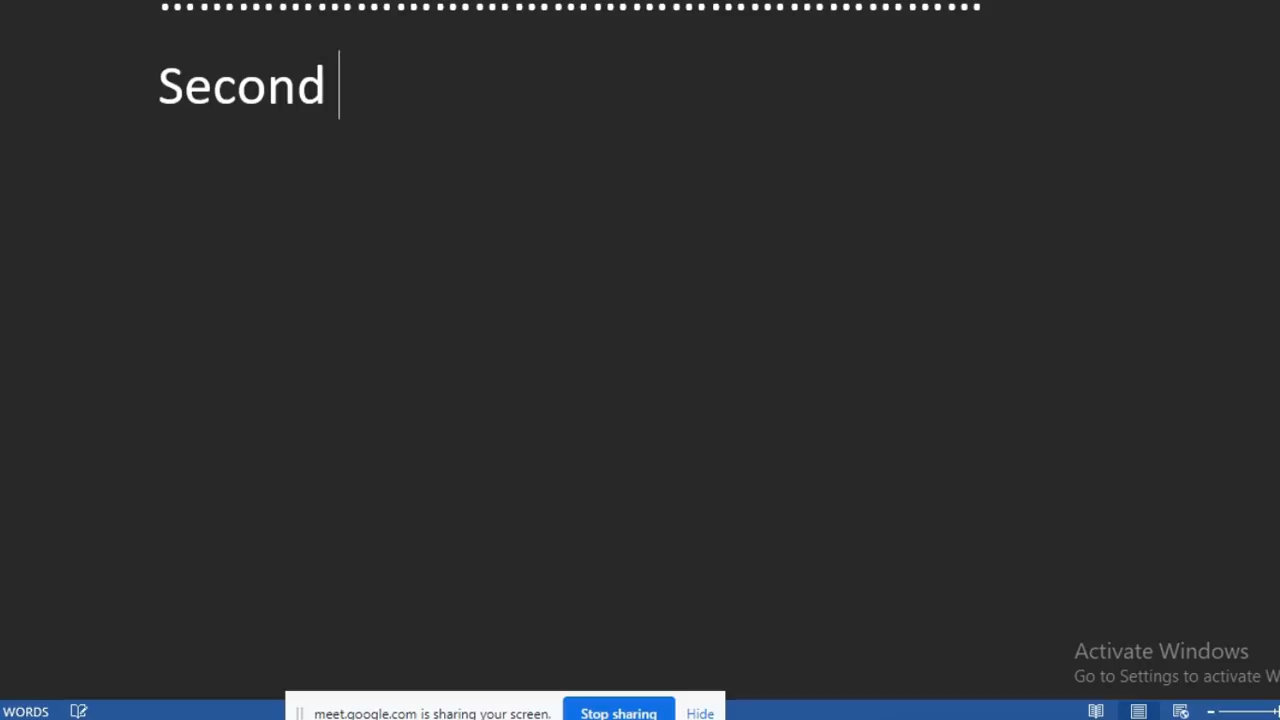 ................................................................
Second
Activate Windows
Go to Settings to activate W
WORDS
meet.google.com is sharing your screen. Stop sharing Hide